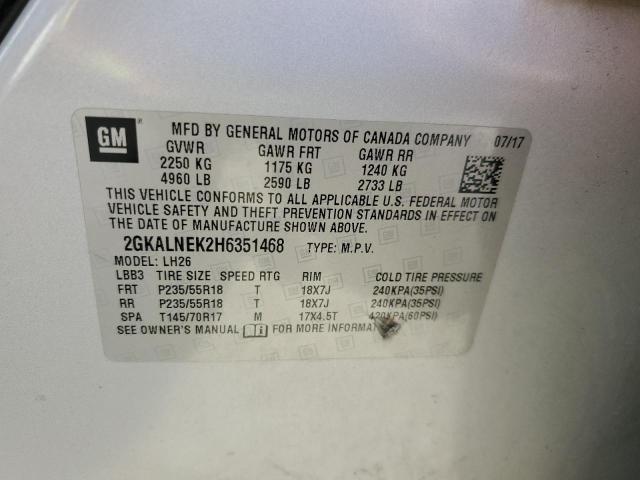 GM MFD BY GENERAL MOTORS OF CANADA COMPANY 07/17
GVWR GAWR FRT GAWR RR
2250 KG 1175 KG 1240 KG
4960 LB 2590 LB 2733 LB
THIS VEHICLE CONFORMS TO ALL APPLICABLE U.S. FEDERAL MOTOR
VEHICLE SAFETY AND THEFT PREVENTION STANDARDS IN EFFECT ON
THE DATE OF MANUFACTURE SHOWN ABOVE.
2GKALNEK2H6351468 TYPE: M.P.V.
MODEL: LH26
LBB3 TIRE SIZE SPEED RTG RIM COLD TIRE PRESSURE
FRT P235/55R18 T 18X7J 240KPA(35PSI)
RR P235/55R18 T 18X7J 240KPA(35PSI)
SPA T145/70R17 M 17X4.5T 420KPA(60PSI)
SEE OWNER'S MANUAL FOR MORE INFORMAT